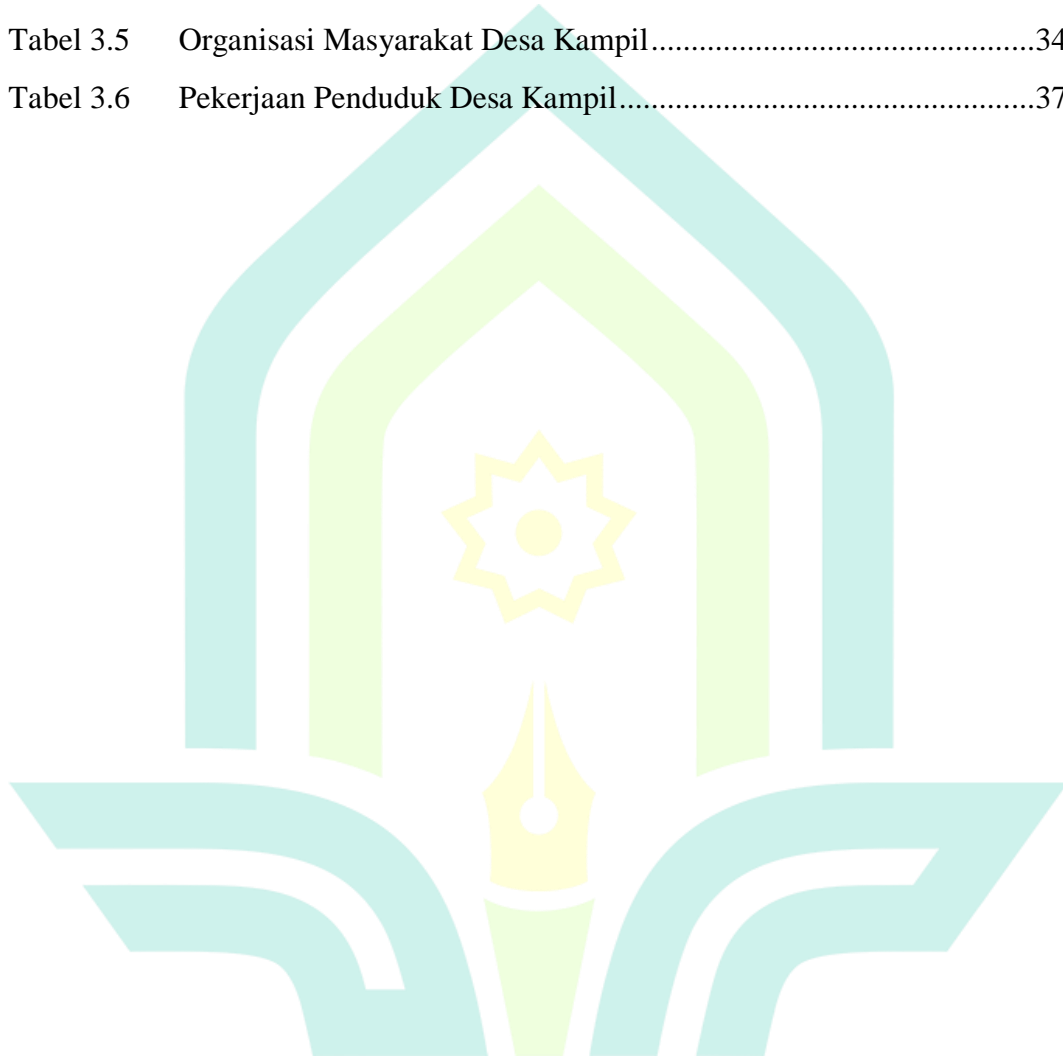 Tabel 3.5 Organisasi Masyarakat Desa Kampil...............................................34
Tabel 3.6 Pekerjaan Penduduk Desa Kampil...................................................37